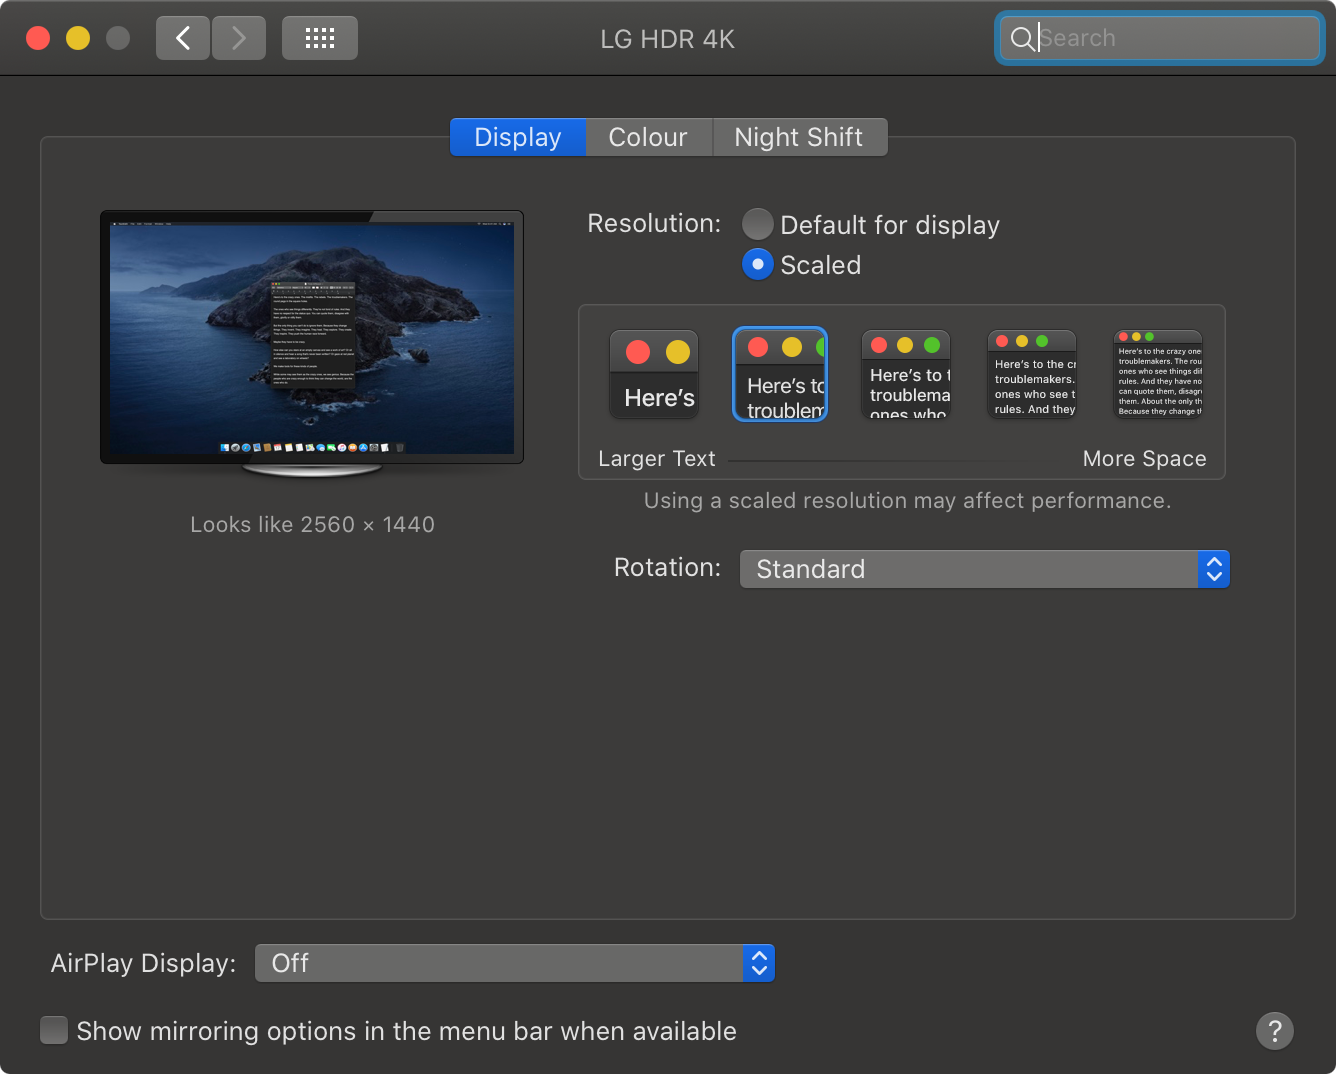 LG HDR 4K
Search
Display
Colour
Night Shift
Resolution:
Default for display
Scaled
Here's
Here's to
troublem
Here's to t
troublema
ones who
Here's to the cr
troublemakers.
ones who see t
rules. And they
Here's to the crazy one
troublemakers. The rou
ones who see things dif
rules. And they have no
can quote them, disagr
them. About the only th
Because they change th
Larger Text
More Space
Using a scaled resolution may affect performance.
Looks like 2560 × 1440
Rotation:
Standard
AirPlay Display:
Off
Show mirroring options in the menu bar when available
?